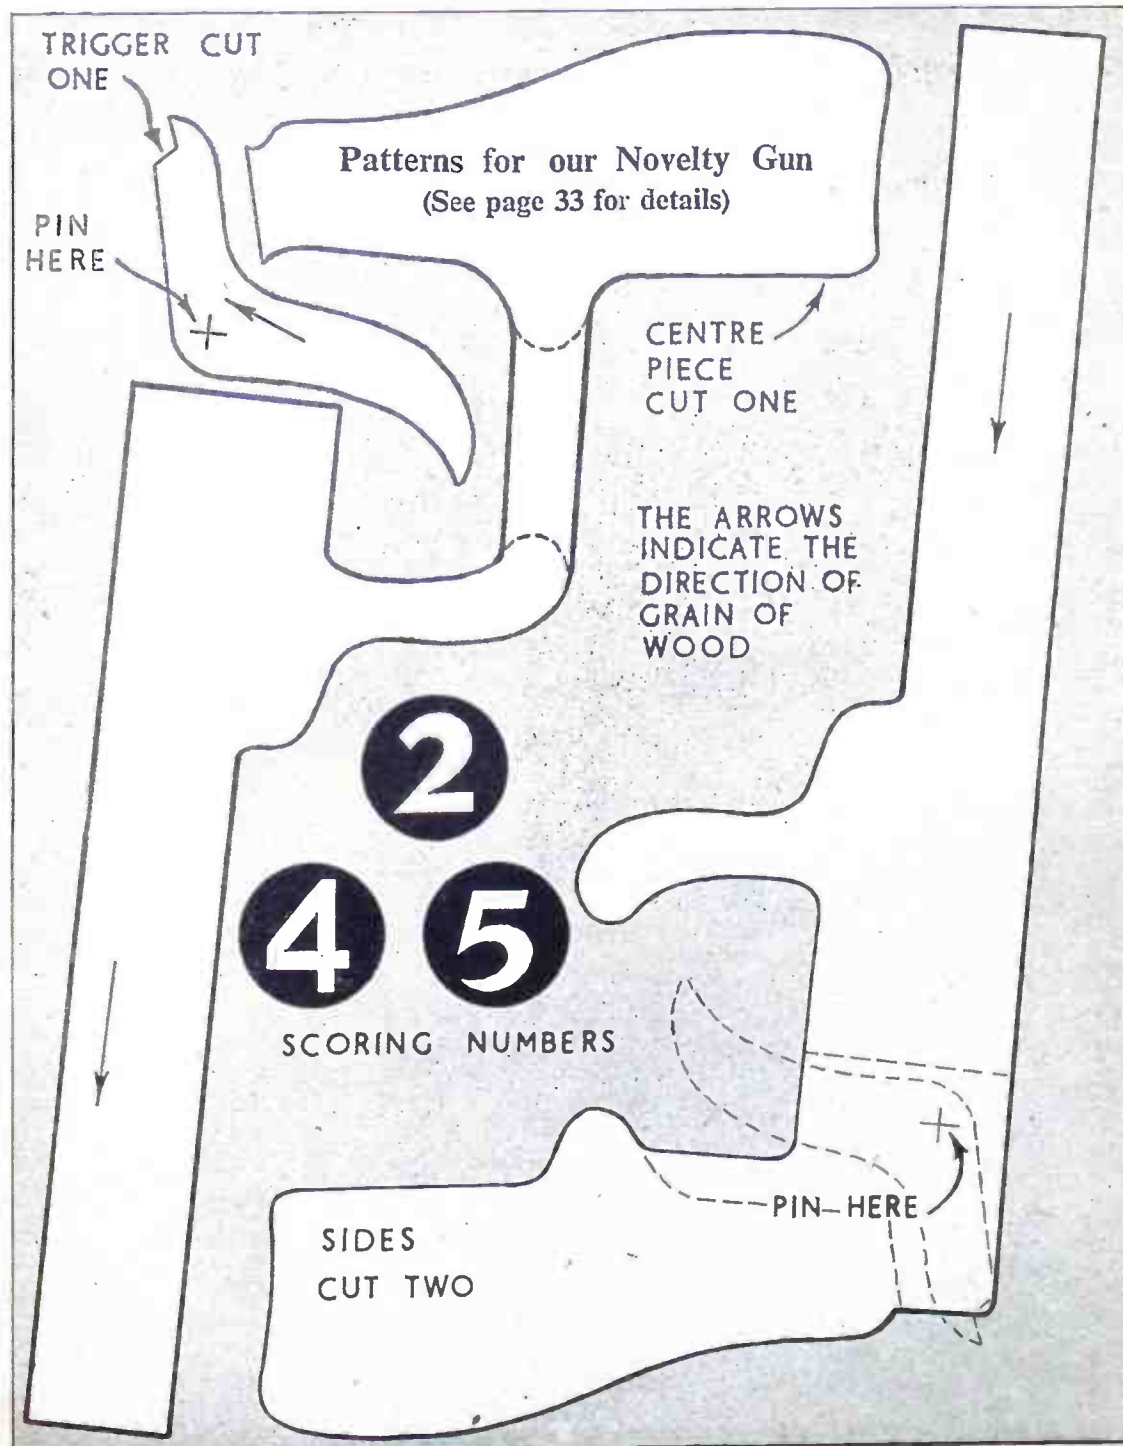 TRIGGER CUT
ONE
Patterns for our Novelty Gun
(See page 33 for details)
PIN
HERE
CENTRE
PIECE
CUT ONE
THE ARROWS
INDICATE THE
DIRECTION OF
GRAIN OF
WOOD
2
4 5
SCORING NUMBERS
PIN HERE
SIDES
CUT TWO